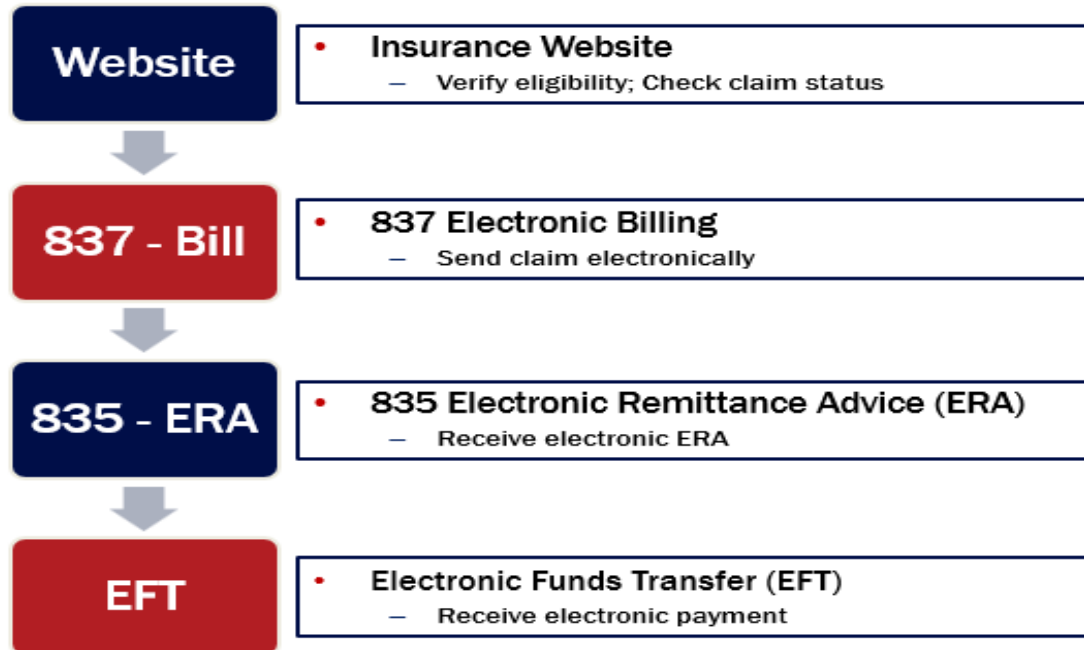 Website
• Insurance Website
– Verify eligibility; Check claim status
837 - Bill
• 837 Electronic Billing
– Send claim electronically
835 - ERA
• 835 Electronic Remittance Advice (ERA)
– Receive electronic ERA
EFT
• Electronic Funds Transfer (EFT)
– Receive electronic payment